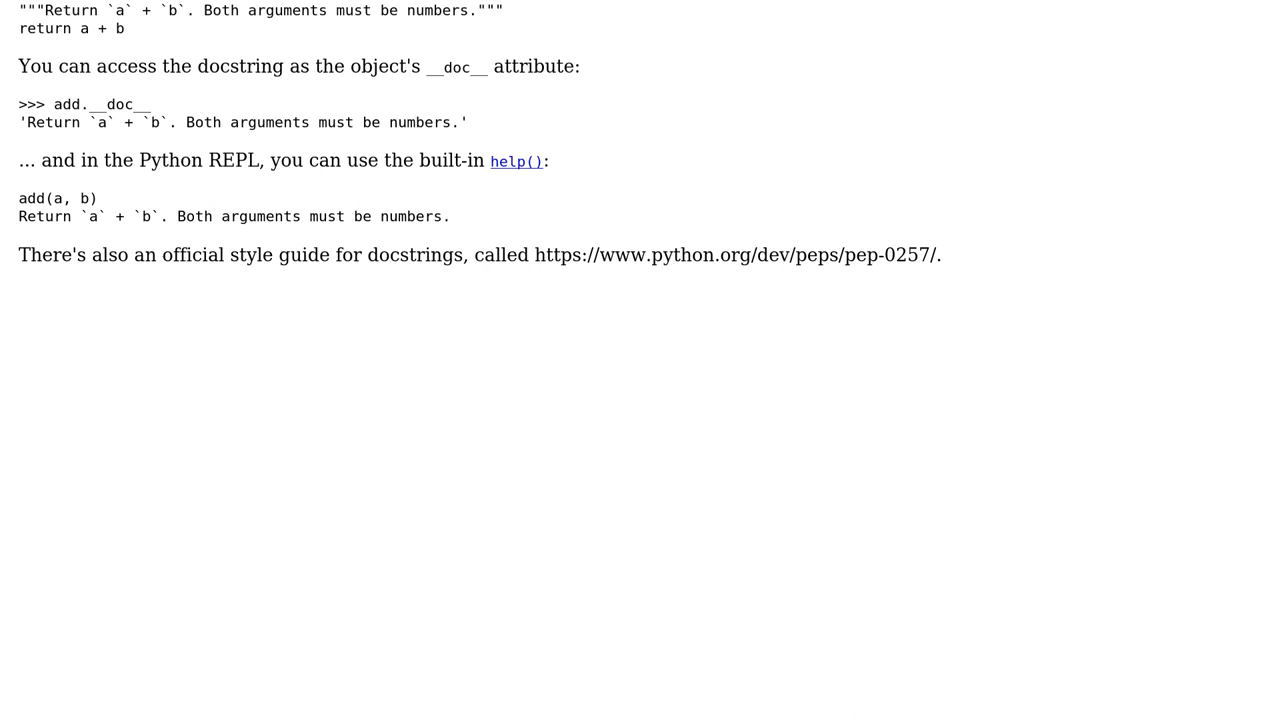 """Return `a` + `b`. Both arguments must be numbers."""
return a + b
You can access the docstring as the object's __doc__ attribute:
>>> add.__doc__
'Return `a` + `b`. Both arguments must be numbers.'
... and in the Python REPL, you can use the built-in help():
add(a, b)
Return `a` + `b`. Both arguments must be numbers.
There's also an official style guide for docstrings, called https://www.python.org/dev/peps/pep-0257/.